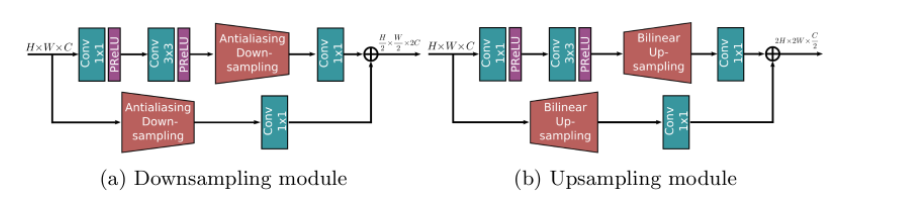 H×W×C
Conv
1x1
PReLU
Conv
3x3
PReLU
Antialiasing
Down-
sampling
Conv
1x1
H/2×W/2×2C
Antialiasing
Down-
sampling
Conv
1x1
(a) Downsampling module
H×W×C
Conv
1x1
PReLU
Conv
3x3
PReLU
Bilinear
Up-
sampling
Conv
1x1
2H×2W×C/2
Bilinear
Up-
sampling
Conv
1x1
(b) Upsampling module